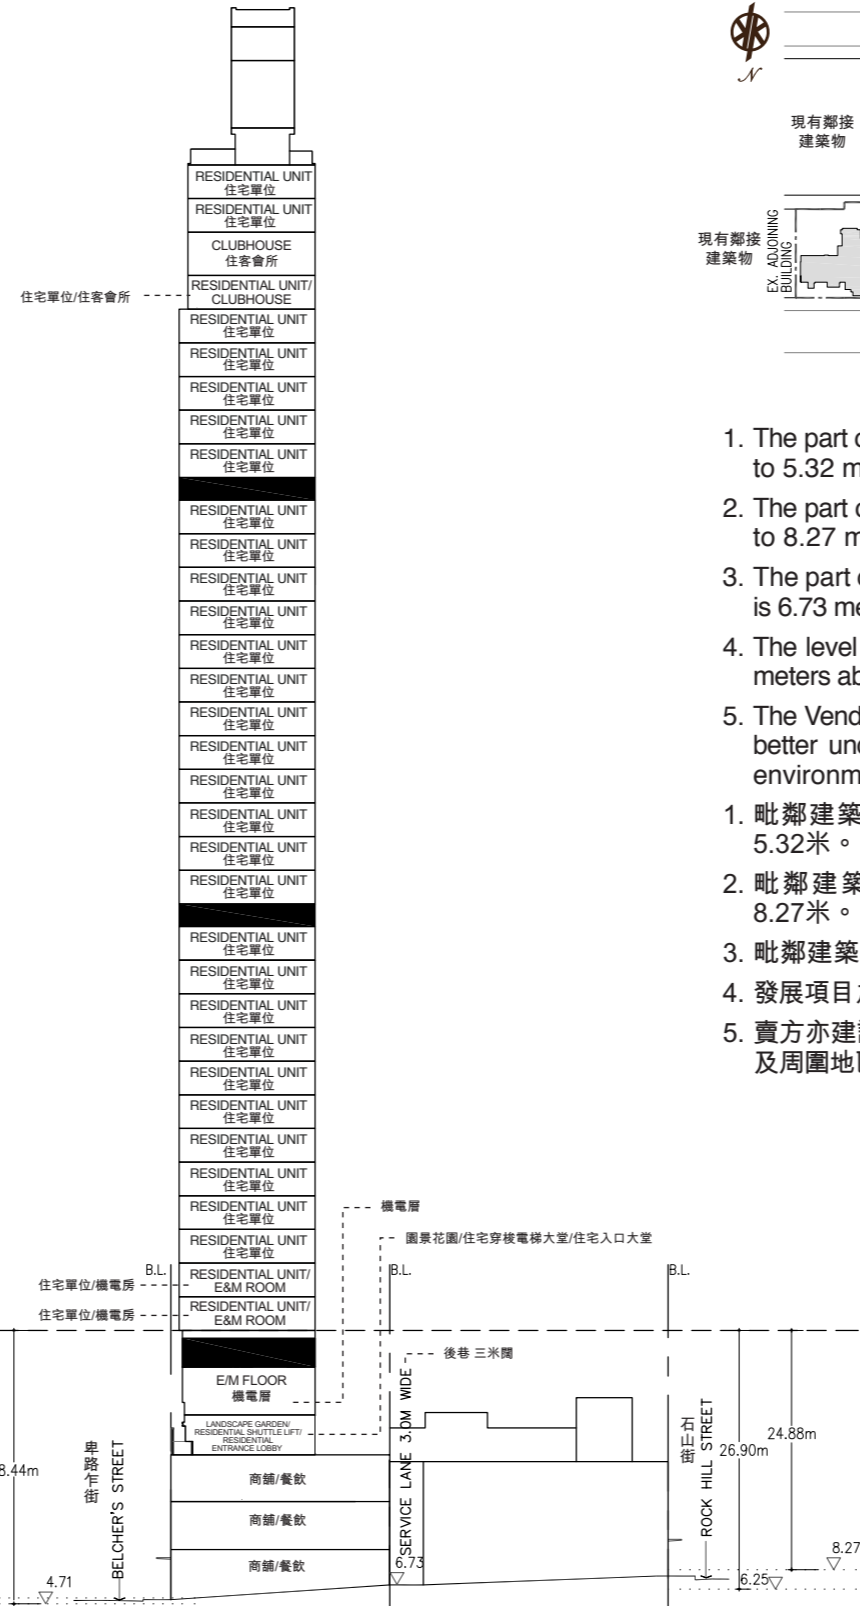 N
現有鄰接
建築物
現有鄰接
建築物
EX. ADJOINING
BUILDING
RESIDENTIAL UNIT
住宅單位
RESIDENTIAL UNIT
住宅單位
CLUBHOUSE
住客會所
住宅單位/住客會所
RESIDENTIAL UNIT/
CLUBHOUSE
RESIDENTIAL UNIT
住宅單位
RESIDENTIAL UNIT
住宅單位
RESIDENTIAL UNIT
住宅單位
RESIDENTIAL UNIT
住宅單位
RESIDENTIAL UNIT
住宅單位
RESIDENTIAL UNIT
住宅單位
RESIDENTIAL UNIT
住宅單位
RESIDENTIAL UNIT
住宅單位
RESIDENTIAL UNIT
住宅單位
RESIDENTIAL UNIT
住宅單位
RESIDENTIAL UNIT
住宅單位
RESIDENTIAL UNIT
住宅單位
RESIDENTIAL UNIT
住宅單位
RESIDENTIAL UNIT
住宅單位
RESIDENTIAL UNIT
住宅單位
RESIDENTIAL UNIT
住宅單位
RESIDENTIAL UNIT
住宅單位
RESIDENTIAL UNIT
住宅單位
RESIDENTIAL UNIT
住宅單位
RESIDENTIAL UNIT
住宅單位
RESIDENTIAL UNIT
住宅單位
RESIDENTIAL UNIT
住宅單位
RESIDENTIAL UNIT
住宅單位
RESIDENTIAL UNIT
住宅單位
RESIDENTIAL UNIT
住宅單位
RESIDENTIAL UNIT
住宅單位
RESIDENTIAL UNIT
住宅單位
住宅單位/機電房
RESIDENTIAL UNIT/
E&M ROOM
住宅單位/機電房
RESIDENTIAL UNIT/
E&M ROOM
B.L.
B.L.
B.L.
機電層
園景花園/住宅穿梭電梯大堂/住宅入口大堂
後巷 三米闊
E/M FLOOR
機電層
LANDSCAPE GARDEN/
RESIDENTIAL SHUTTLE LIFT/
RESIDENTIAL
ENTRANCE LOBBY
商舖/餐飲
商舖/餐飲
商舖/餐飲
卑路乍街
BELCHER'S STREET
SERVICE LANE 3.0M WIDE
石山街
ROCK HILL STREET
8.44m
4.71
6.73
26.90m
24.88m
6.25
8.27
1. The part
to 5.32 m
2. The part
to 8.27 m
3. The part
is 6.73 me
4. The level
meters ab
5. The Vend
better und
environm
1. 毗鄰建築
5.32米。
2. 毗鄰建築
8.27米。
3. 毗鄰建築
4. 發展項目
5. 賣方亦建
及周圍地